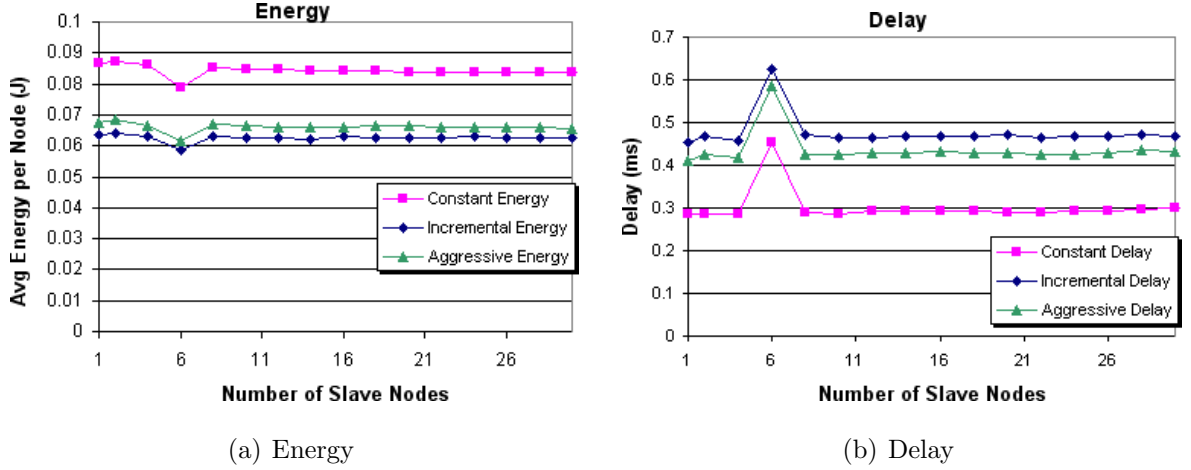 Energy
0.1
0.09
0.08
0.07
0.06
0.05
0.04
0.03
0.02
0.01
0
Avg Energy per Node (J)
Constant Energy
Incremental Energy
Aggressive Energy
1 6 11 16 21 26
Number of Slave Nodes
(a) Energy
Delay
0.7
0.6
0.5
0.4
0.3
0.2
0.1
0
Delay (ms)
Constant Delay
Incremental Delay
Aggressive Delay
1 6 11 16 21 26
Number of Slave Nodes
(b) Delay